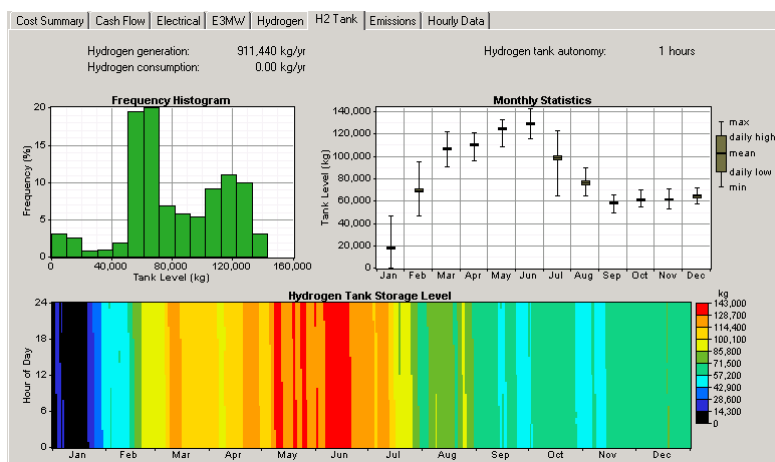 Cost Summary Cash Flow Electrical E3MW Hydrogen H2 Tank Emissions Hourly Data
Hydrogen generation: 911,440 kg/yr Hydrogen tank autonomy: 1 hours
Hydrogen consumption: 0.00 kg/yr
Frequency Histogram
20
15
10
5
0
Frequency (%)
0 40,000 80,000 120,000 160,000
Tank Level (kg)
Monthly Statistics
140,000
120,000
100,000
80,000
60,000
40,000
20,000
0
Tank Level (kg)
Jan Feb Mar Apr May Jun Jul Aug Sep Oct Nov Dec
max
daily high
mean
daily low
min
Hydrogen Tank Storage Level
24
18
12
6
0
Hour of Day
Jan Feb Mar Apr May Jun Jul Aug Sep Oct Nov Dec
kg
143,000
128,700
114,400
100,100
85,800
71,500
57,200
42,900
28,600
14,300
0